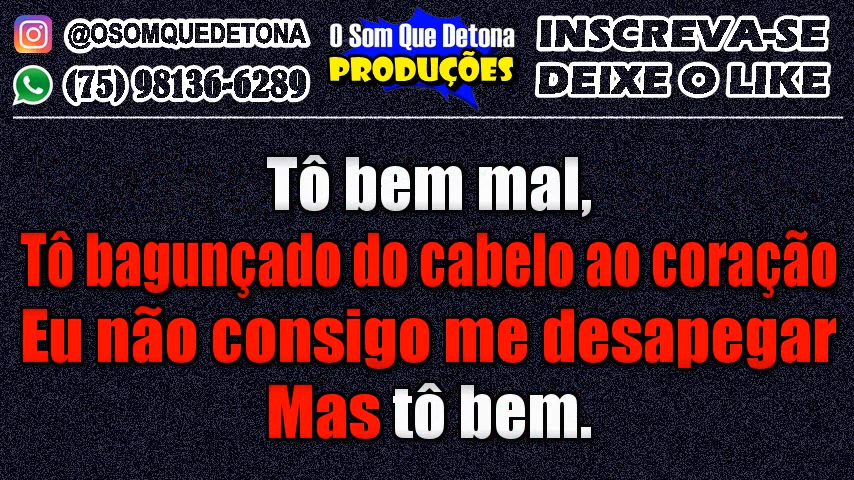 @OSOMQUEDETONA
(75) 98136-6289
O Som Que Detona
PRODUÇÕES
INSCREVA-SE
DEIXE O LIKE
Tô bem mal,
Tô bagunçado do cabelo ao coração
Eu não consigo me desapegar
Mas tô bem.